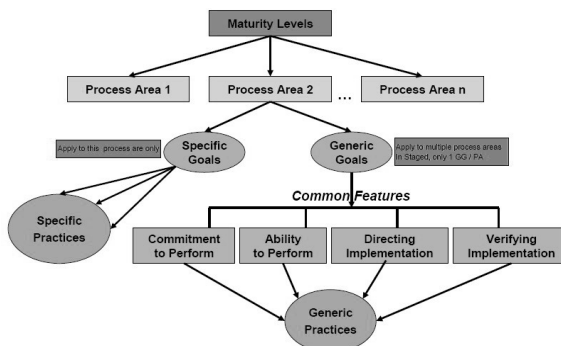 Maturity Levels
Process Area 1
Process Area 2
...
Process Area n
Apply to this process are only
Specific
Goals
Generic
Goals
Apply to multiple process areas
In Staged, only 1 GG / PA
Common Features
Specific
Practices
Commitment
to Perform
Ability
to Perform
Directing
Implementation
Verifying
Implementation
Generic
Practices